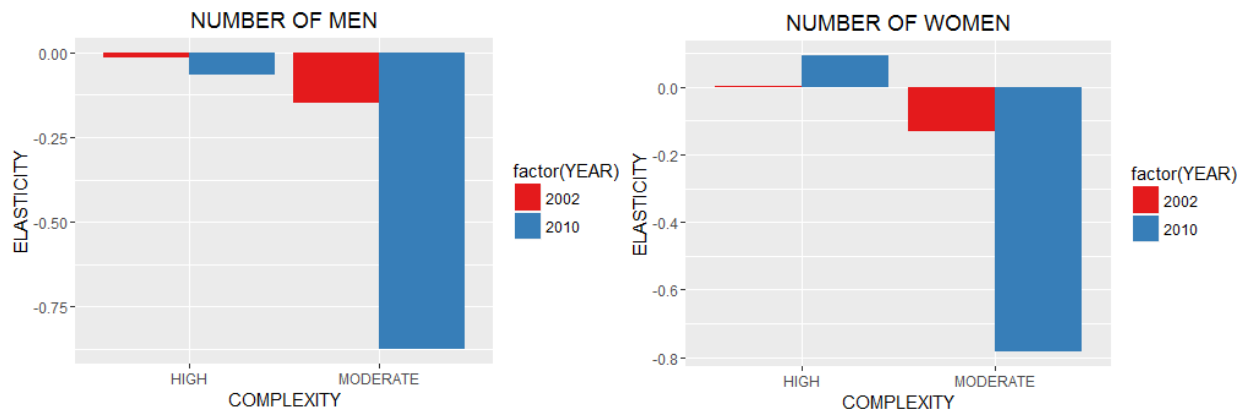 NUMBER OF MEN
0.00
-0.25
-0.50
-0.75
ELASTICITY
HIGH
MODERATE
COMPLEXITY
factor(YEAR)
2002
2010
NUMBER OF WOMEN
0.0
-0.2
-0.4
-0.6
-0.8
ELASTICITY
HIGH
MODERATE
COMPLEXITY
factor(YEAR)
2002
2010